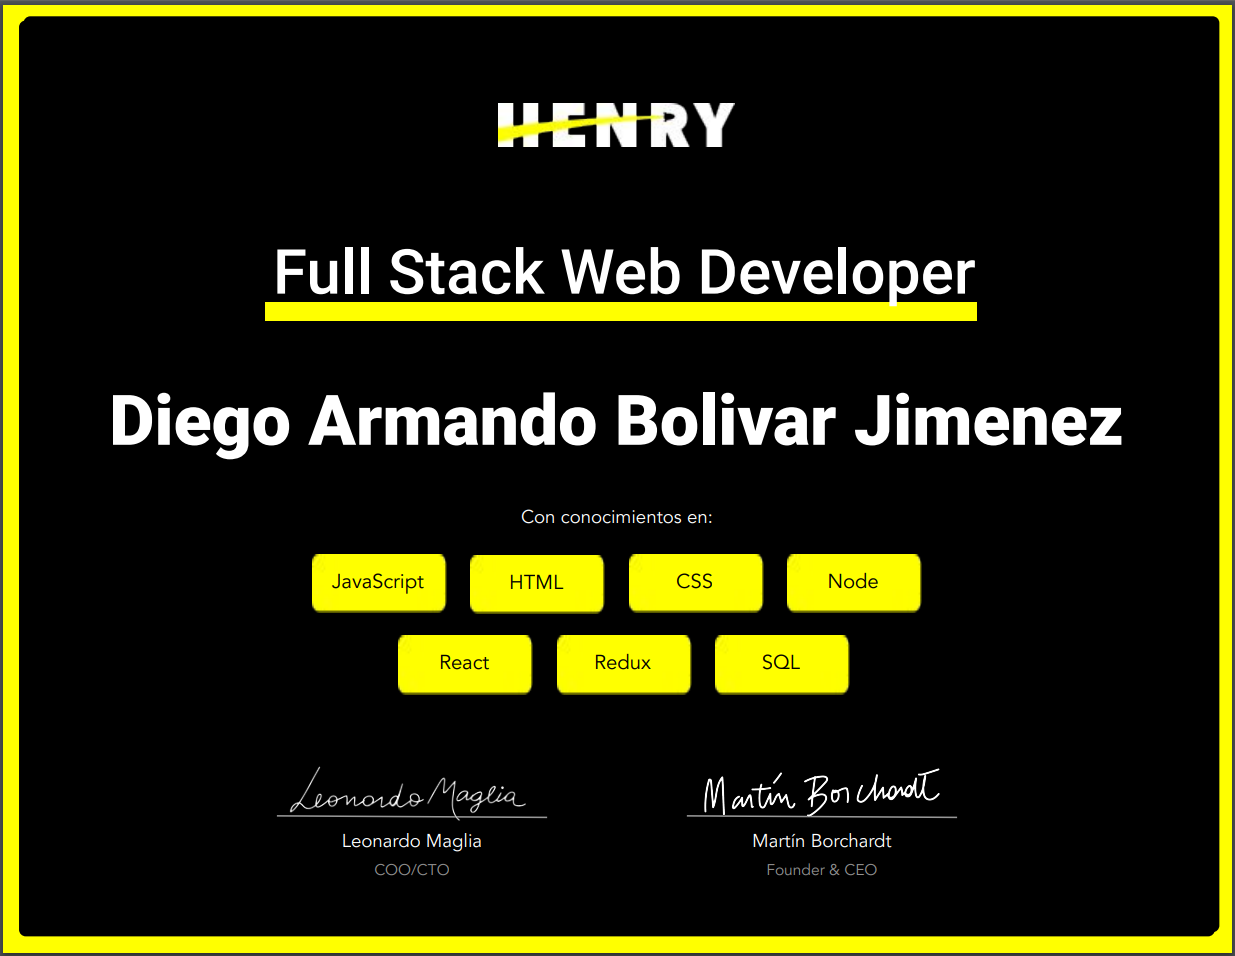 HENRY
Full Stack Web Developer
Diego Armando Bolivar Jimenez
Con conocimientos en:
JavaScript HTML CSS Node
React Redux SQL
Leonardo Maglia Martín Borchardt
Leonardo Maglia Martín Borchardt
COO/CTO Founder & CEO